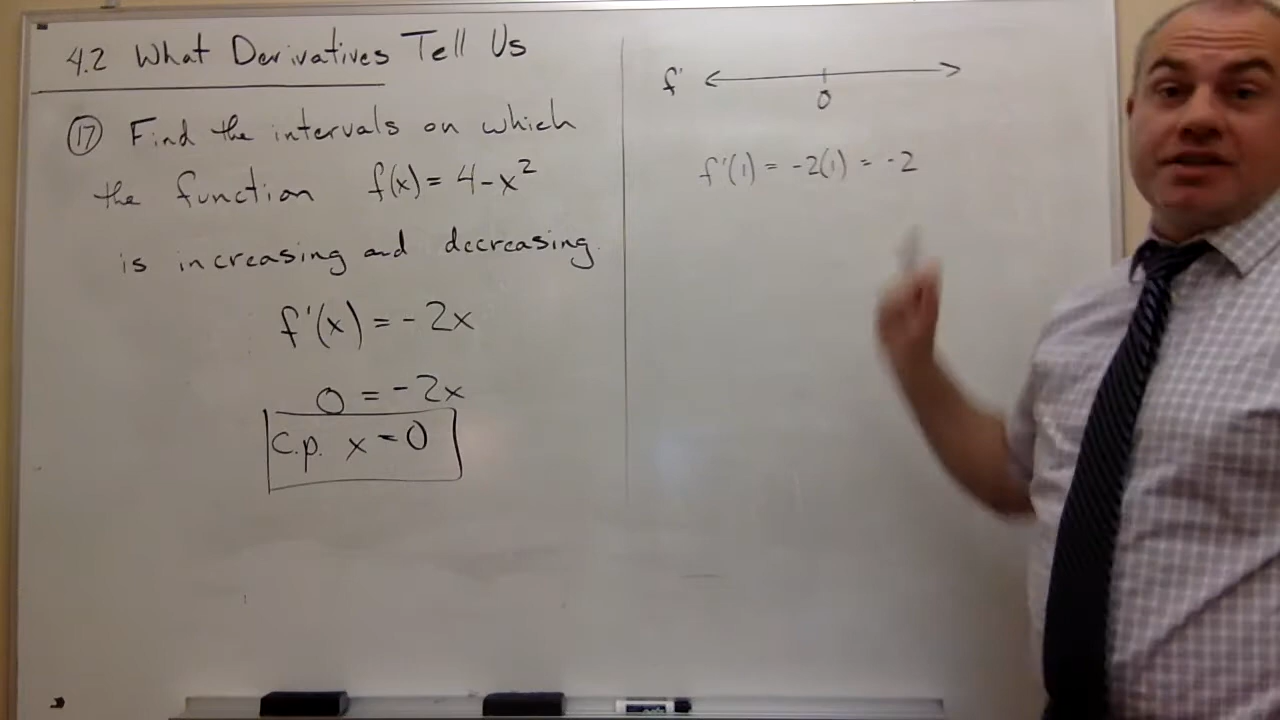 4.2 What Derivatives Tell Us
17 Find the intervals on which
the function f(x) = 4-x²
is increasing and decreasing.
f'(x) = -2x
0 = -2x
c.p. x = 0
f'
0
f'(1) = -2(1) = -2